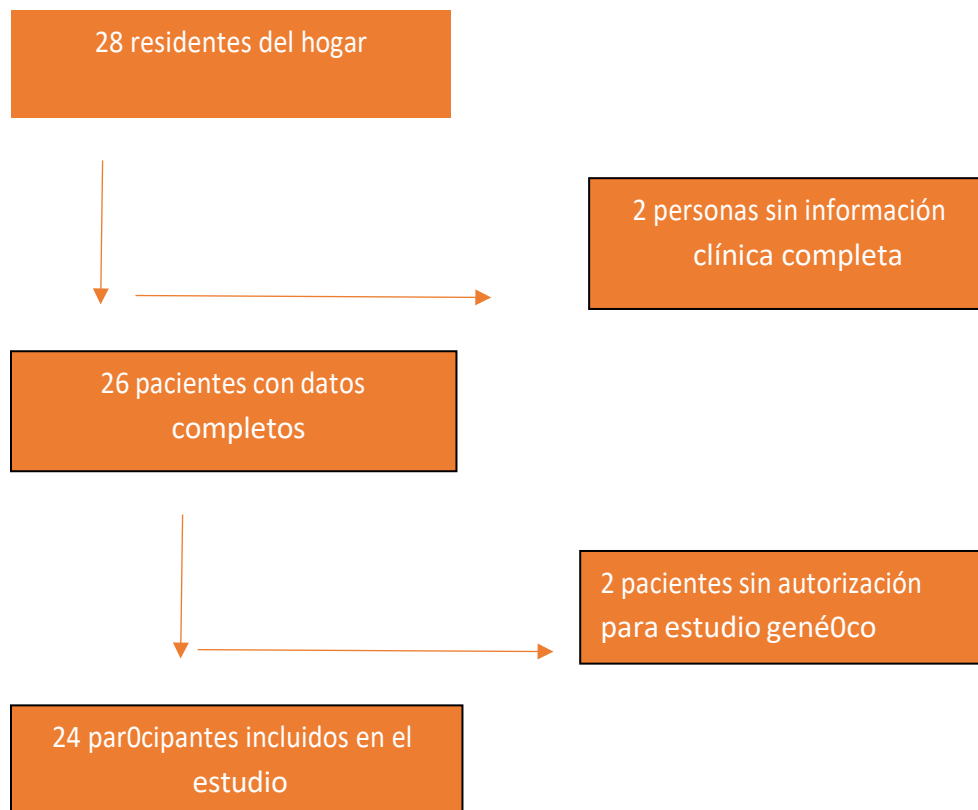 28 residentes del hogar
2 personas sin información
clínica completa
26 pacientes con datos
completos
2 pacientes sin autorización
para estudio gené0co
24 par0cipantes incluidos en el
estudio